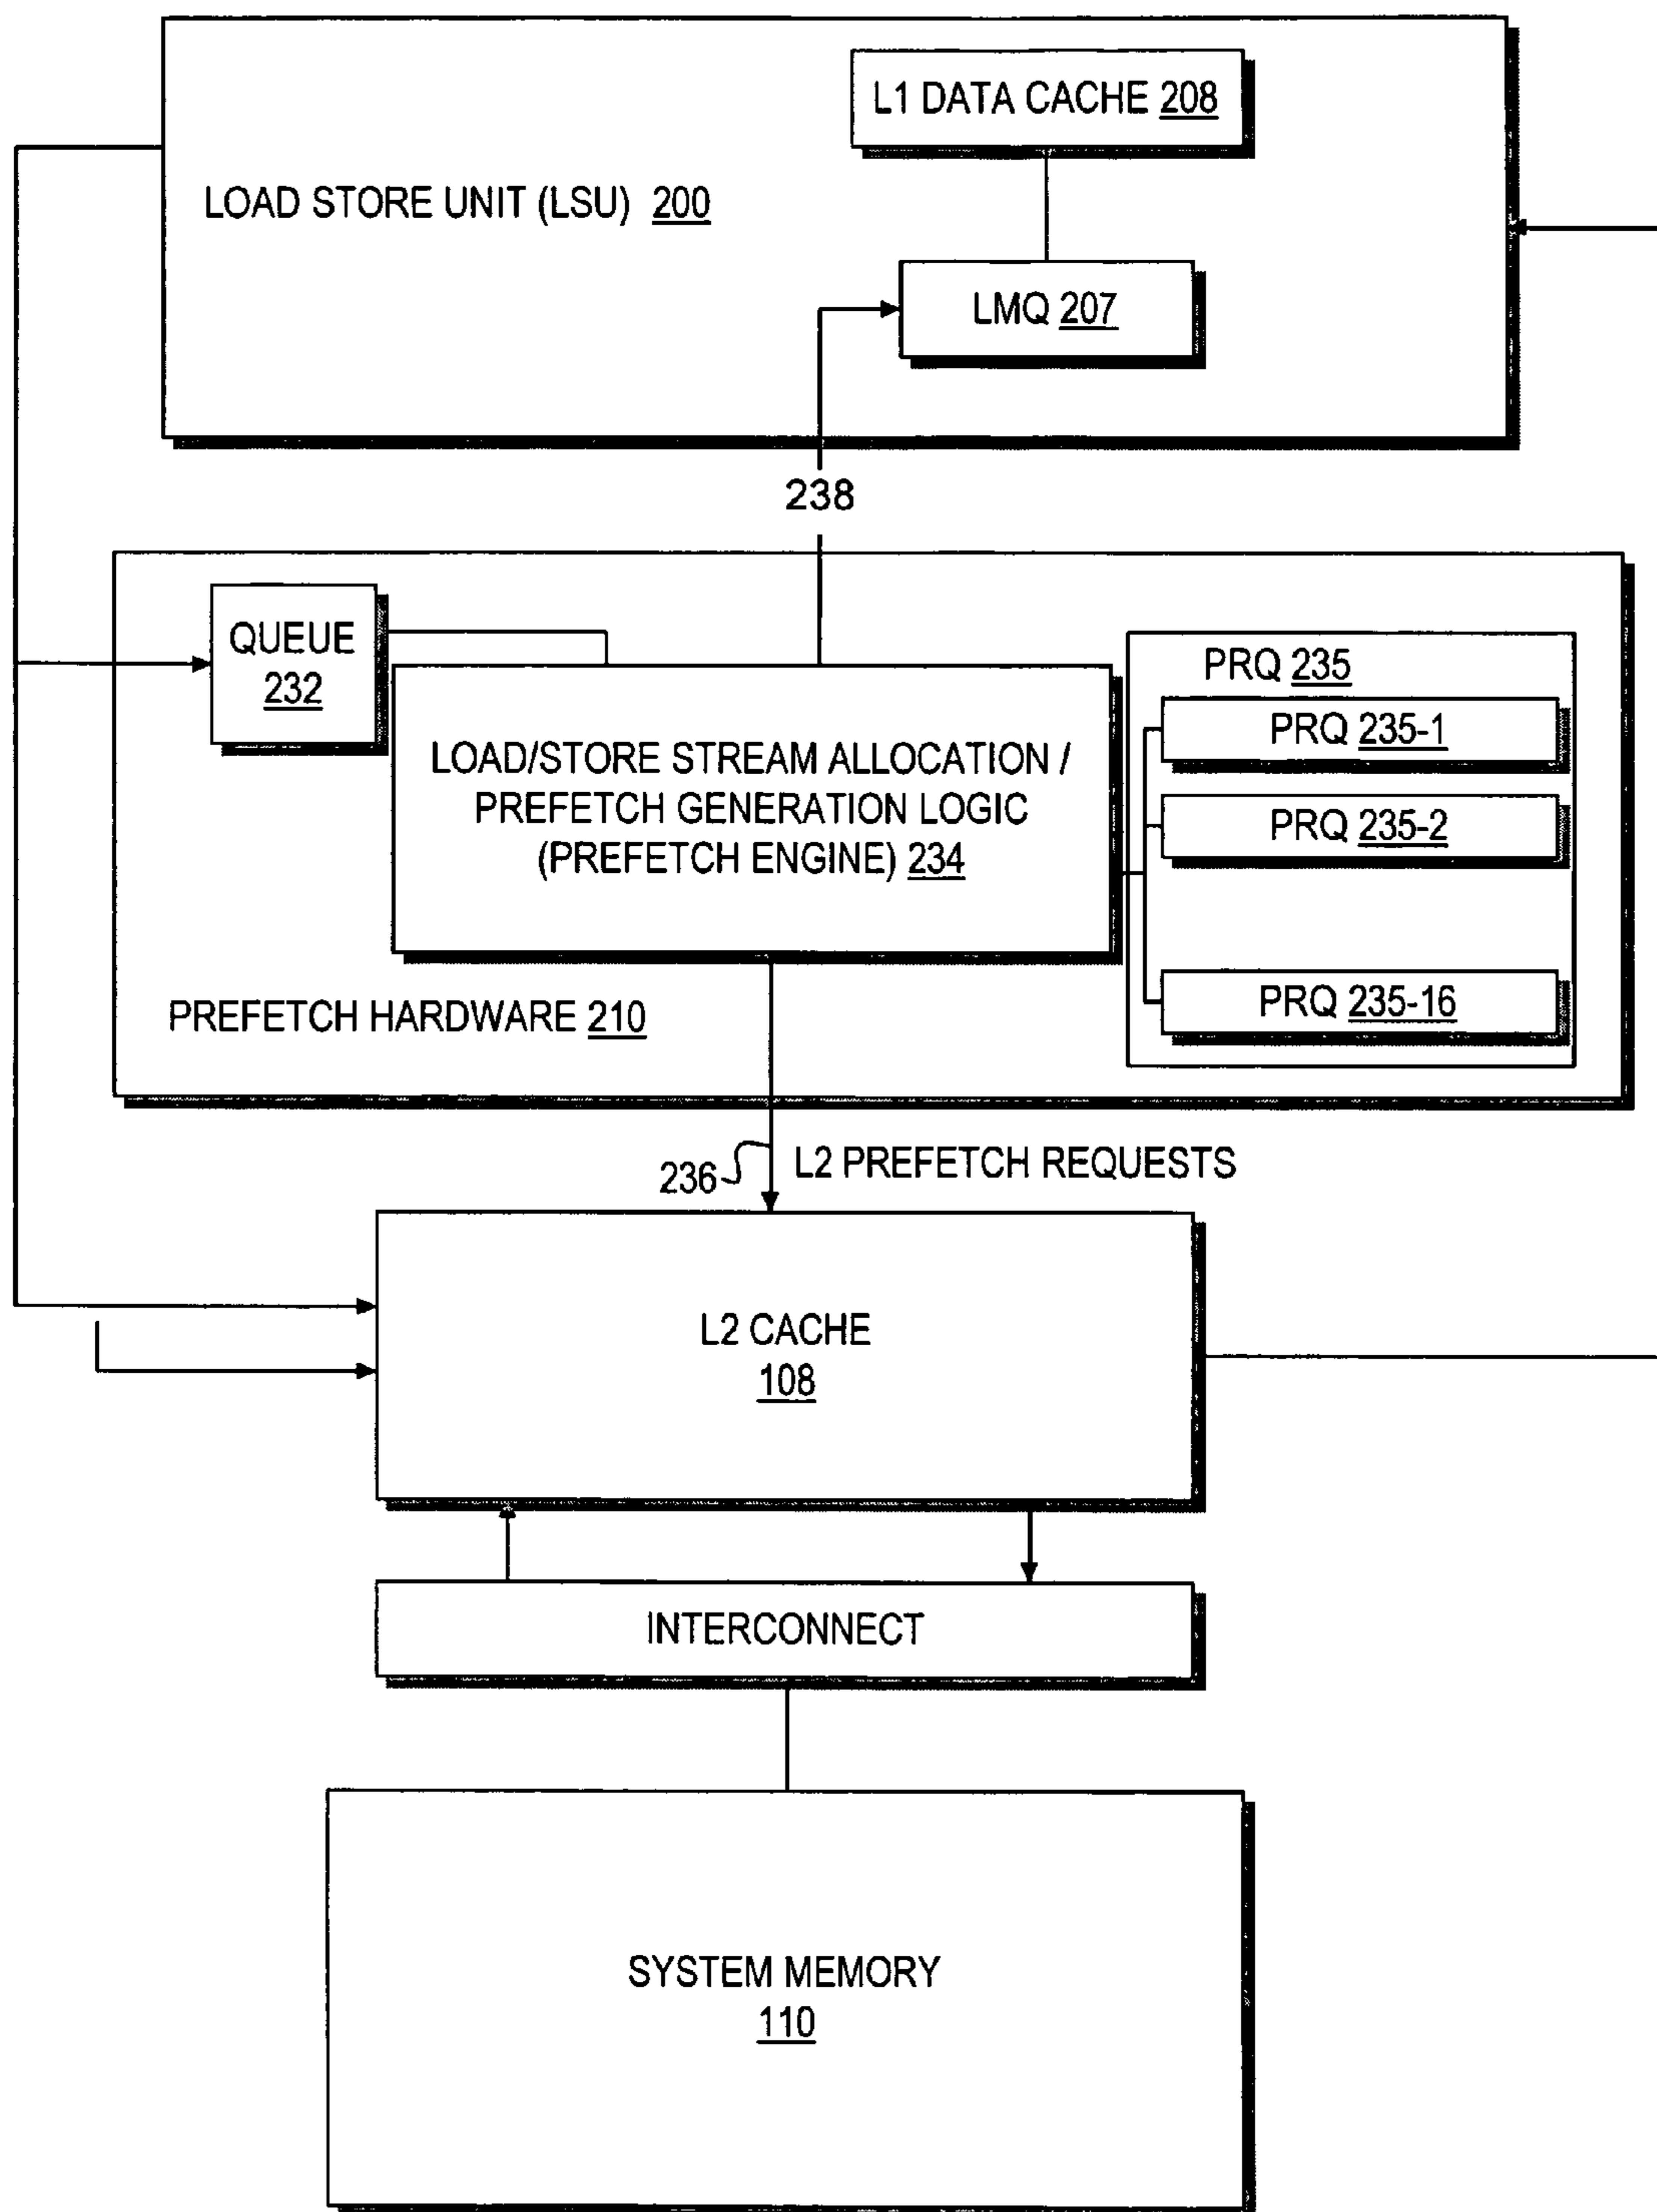 L1 DATA CACHE 208
LOAD STORE UNIT (LSU) 200
LMQ 207
238
QUEUE
232
PRQ 235
PRQ 235-1
LOAD/STORE STREAM ALLOCATION /
PREFETCH GENERATION LOGIC
(PREFETCH ENGINE) 234
PRQ 235-2
PRQ 235-16
PREFETCH HARDWARE 210
236
L2 PREFETCH REQUESTS
L2 CACHE
108
INTERCONNECT
SYSTEM MEMORY
110